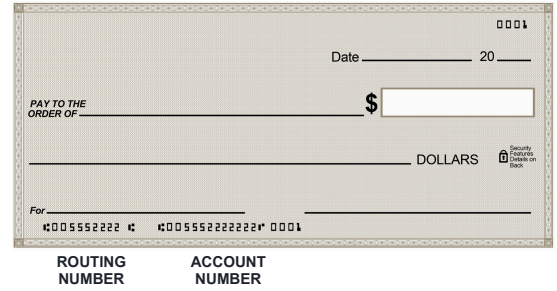 0001
Date 20
PAY TO THE
ORDER OF
$
DOLLARS
Security
Features
Details on
Back
For
⑆005552222⑆ ⑆005552222222⑈ 0001
ROUTING
NUMBER
ACCOUNT
NUMBER